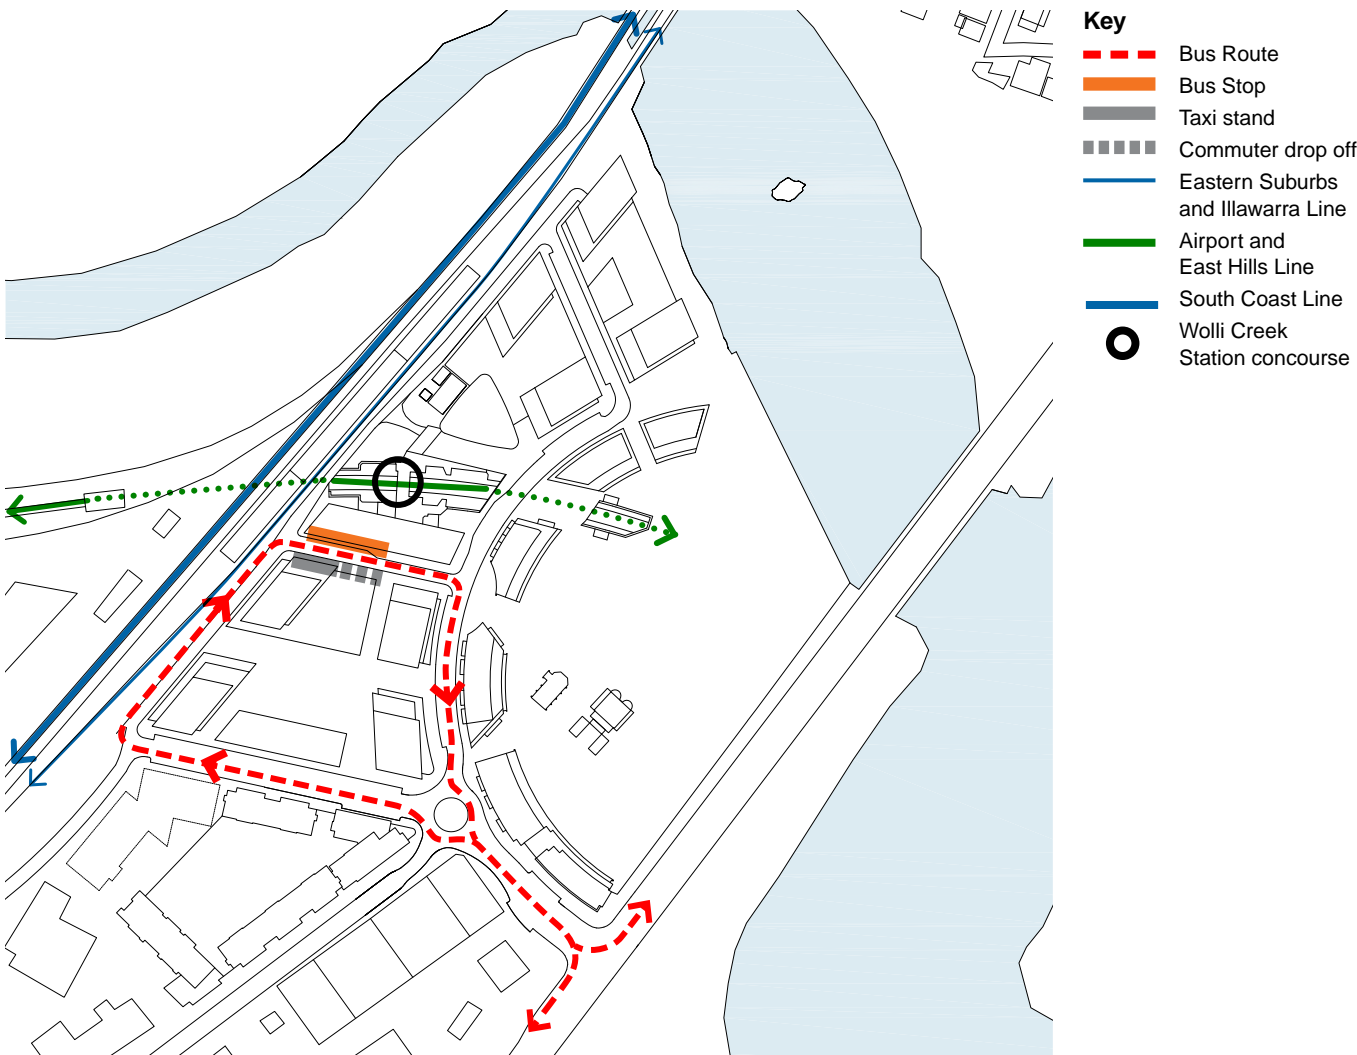 Key
Bus Route
Bus Stop
Taxi stand
Commuter drop off
Eastern Suburbs
and Illawarra Line
Airport and
East Hills Line
South Coast Line
Wolli Creek
Station concourse